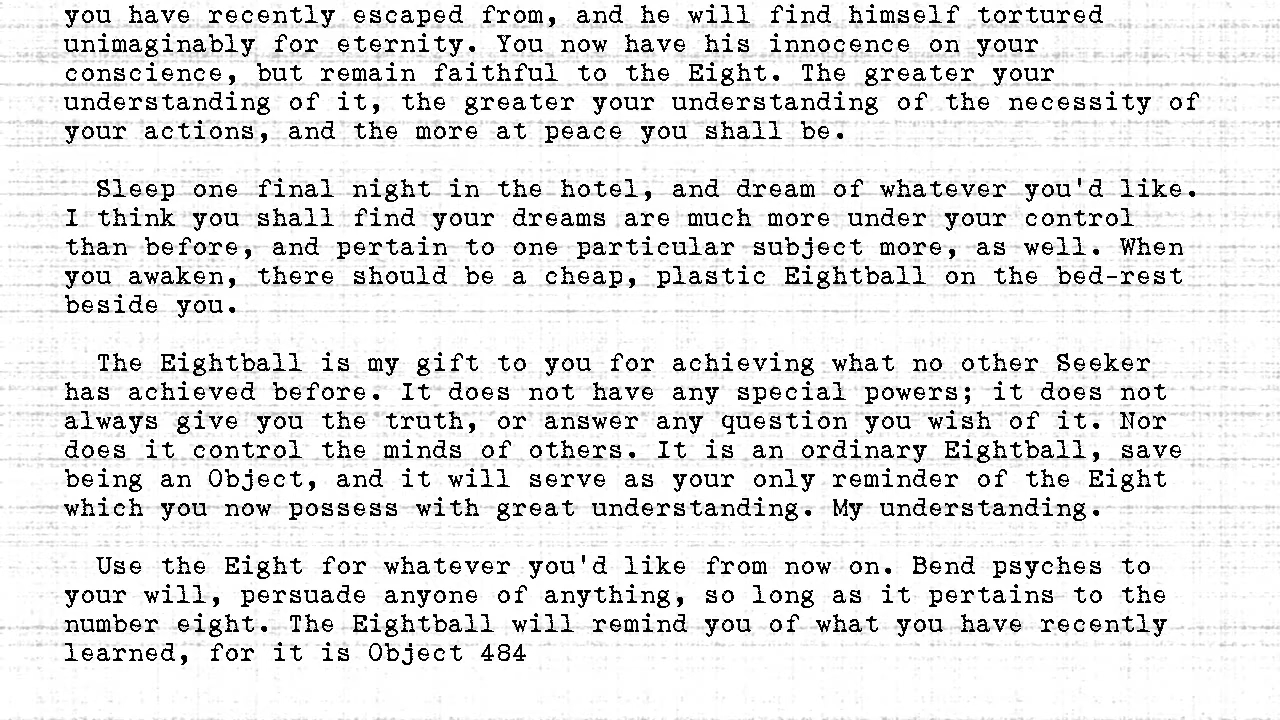 you have recently escaped from, and he will find himself tortured
unimaginably for eternity. You now have his innocence on your
conscience, but remain faithful to the Eight. The greater your
understanding of it, the greater your understanding of the necessity of
your actions, and the more at peace you shall be.
Sleep one final night in the hotel, and dream of whatever you'd like.
I think you shall find your dreams are much more under your control
than before, and pertain to one particular subject more, as well. When
you awaken, there should be a cheap, plastic Eightball on the bed-rest
beside you.
The Eightball is my gift to you for achieving what no other Seeker
has achieved before. It does not have any special powers; it does not
always give you the truth, or answer any question you wish of it. Nor
does it control the minds of others. It is an ordinary Eightball, save
being an Object, and it will serve as your only reminder of the Eight
which you now possess with great understanding. My understanding.
Use the Eight for whatever you'd like from now on. Bend psyches to
your will, persuade anyone of anything, so long as it pertains to the
number eight. The Eightball will remind you of what you have recently
learned, for it is Object 484